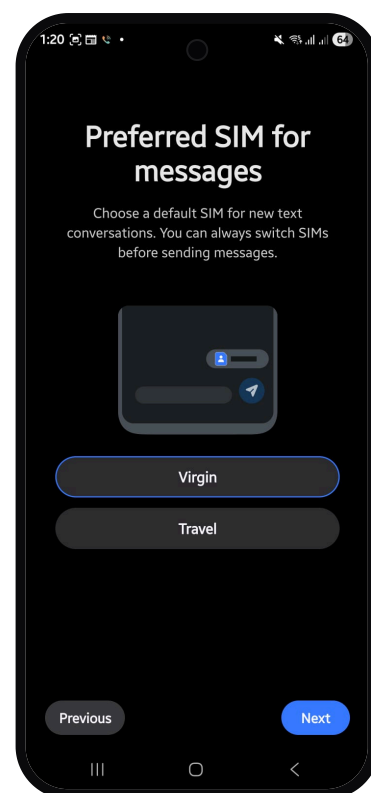 1:20
64
Preferred SIM for
messages
Choose a default SIM for new text
conversations. You can always switch SIMs
before sending messages.
Virgin
Travel
Previous
Next